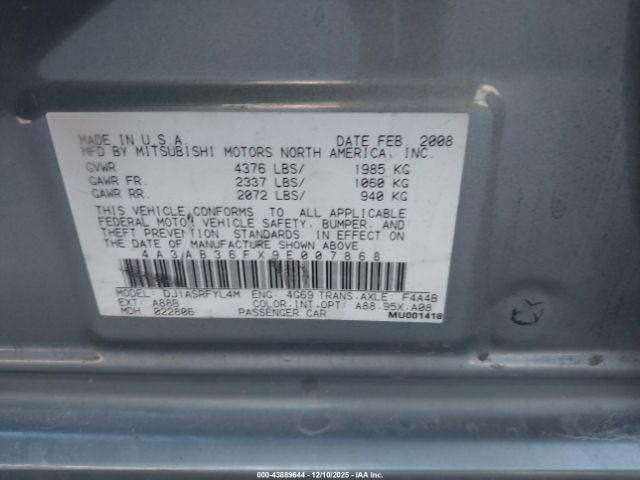 MADE IN U.S.A. DATE FEB. 2008
MFD BY MITSUBISHI MOTORS NORTH AMERICA, INC.
GVWR 4376 LBS/ 1985 KG
GAWR FR. 2337 LBS/ 1060 KG
GAWR RR. 2072 LBS/ 940 KG
THIS VEHICLE CONFORMS TO ALL APPLICABLE
FEDERAL MOTOR VEHICLE SAFETY, BUMPER, AND
THEFT PREVENTION STANDARDS IN EFFECT ON
THE DATE OF MANUFACTURE SHOWN ABOVE.
4A3AB36FX9E007868
MODEL: DJ1ASRFYL4M ENG: 4G69 TRANS.AXLE: F4A4B
EXT: A88B COLOR.INT.OPT: A88.95X.A08
MDH 022806 PASSENGER CAR
MU001418
000-43889644 - 12/10/2025 - IAA Inc.